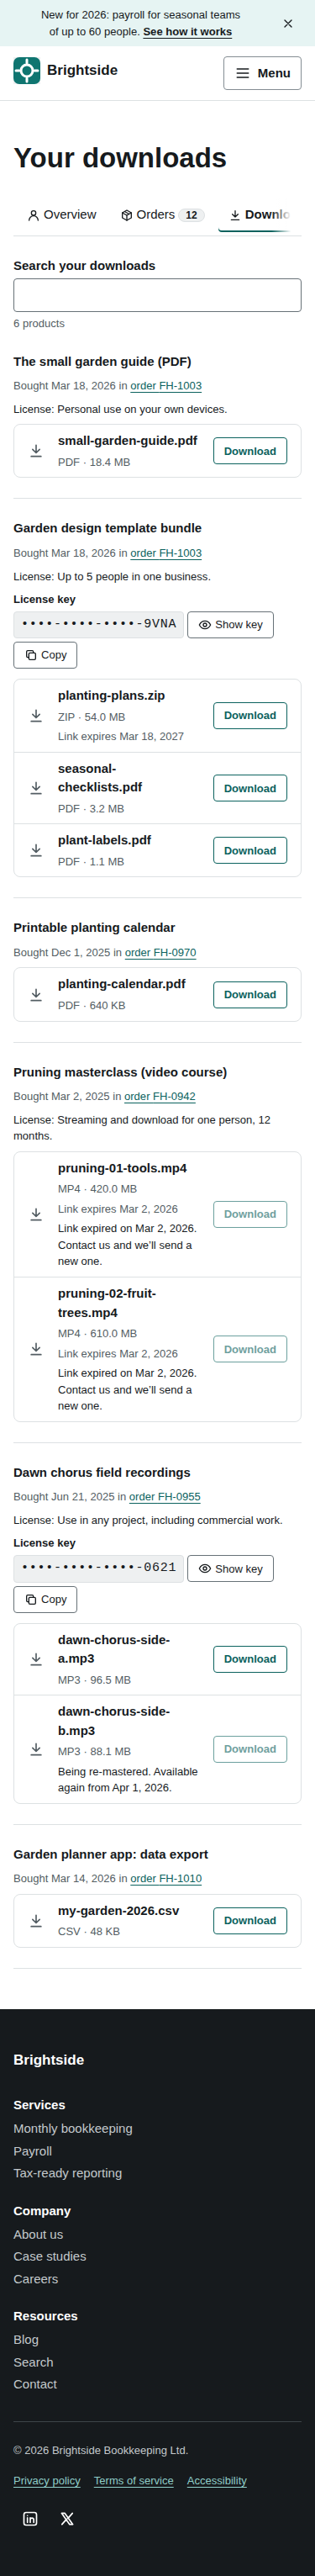 New for 2026: payroll for seasonal teams
of up to 60 people. See how it works
Brightside
Menu
Your downloads
Overview
Orders 12
Downlo
Search your downloads
6 products
The small garden guide (PDF)
Bought Mar 18, 2026 in order FH-1003
License: Personal use on your own devices.
small-garden-guide.pdf
PDF · 18.4 MB
Download
Garden design template bundle
Bought Mar 18, 2026 in order FH-1003
License: Up to 5 people in one business.
License key
••••-••••-••••-9VNA
Show key
Copy
planting-plans.zip
ZIP · 54.0 MB
Link expires Mar 18, 2027
Download
seasonal-
checklists.pdf
PDF · 3.2 MB
Download
plant-labels.pdf
PDF · 1.1 MB
Download
Printable planting calendar
Bought Dec 1, 2025 in order FH-0970
planting-calendar.pdf
PDF · 640 KB
Download
Pruning masterclass (video course)
Bought Mar 2, 2025 in order FH-0942
License: Streaming and download for one person, 12
months.
pruning-01-tools.mp4
MP4 · 420.0 MB
Link expires Mar 2, 2026
Link expired on Mar 2, 2026.
Contact us and we'll send a
new one.
Download
pruning-02-fruit-
trees.mp4
MP4 · 610.0 MB
Link expires Mar 2, 2026
Link expired on Mar 2, 2026.
Contact us and we'll send a
new one.
Download
Dawn chorus field recordings
Bought Jun 21, 2025 in order FH-0955
License: Use in any project, including commercial work.
License key
••••-••••-••••-0621
Show key
Copy
dawn-chorus-side-
a.mp3
MP3 · 96.5 MB
Download
dawn-chorus-side-
b.mp3
MP3 · 88.1 MB
Being re-mastered. Available
again from Apr 1, 2026.
Download
Garden planner app: data export
Bought Mar 14, 2026 in order FH-1010
my-garden-2026.csv
CSV · 48 KB
Download
Brightside
Services
Monthly bookkeeping
Payroll
Tax-ready reporting
Company
About us
Case studies
Careers
Resources
Blog
Search
Contact
© 2026 Brightside Bookkeeping Ltd.
Privacy policy
Terms of service
Accessibility